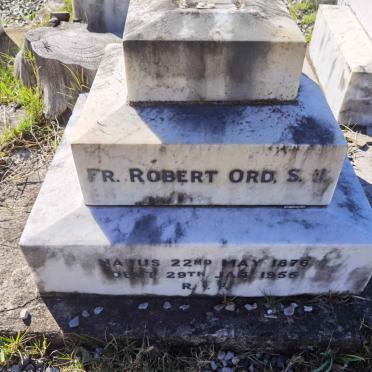 FR. ROBERT ORD, S. J.
NATUS 22ND MAY 1876
OBIIT 29TH JAN. 1955
R. I. P.